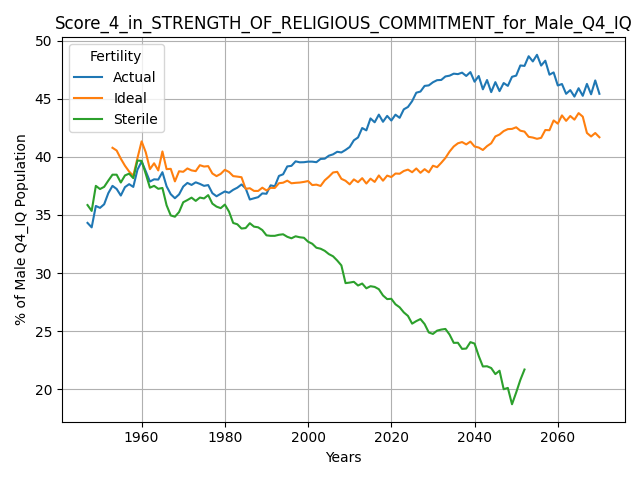 Score_4_in_STRENGTH_OF_RELIGIOUS_COMMITMENT_for_Male_Q4_IQ
Fertility
Actual
Ideal
Sterile
% of Male Q4_IQ Population
50
45
40
35
30
25
20
1960
1980
2000
2020
2040
2060
Years